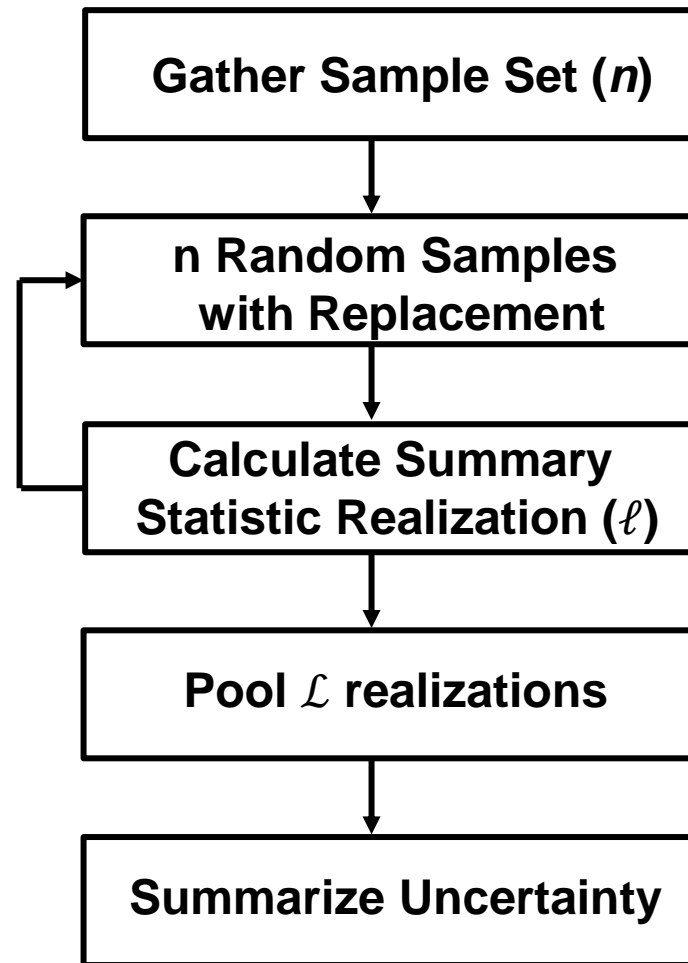 Gather Sample Set (n)
n Random Samples
with Replacement
Calculate Summary
Statistic Realization (ℓ)
Pool ℒ realizations
Summarize Uncertainty